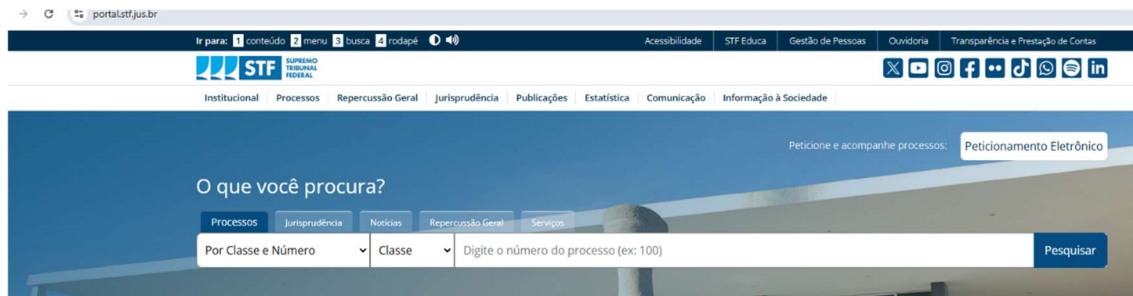 portal.stf.jus.br
Ir para: 1 conteúdo 2 menu 3 busca 4 rodapé
Acessibilidade STF Educa Gestão de Pessoas Ouvidoria Transparência e Prestação de Contas
STF SUPREMO TRIBUNAL FEDERAL
Institucional Processos Repercussão Geral Jurisprudência Publicações Estatística Comunicação Informação à Sociedade
Peticione e acompanhe processos: Peticionamento Eletrônico
O que você procura?
Processos Jurisprudência Notícias Repercussão Geral Serviços
Por Classe e Número Classe Digite o número do processo (ex: 100) Pesquisar